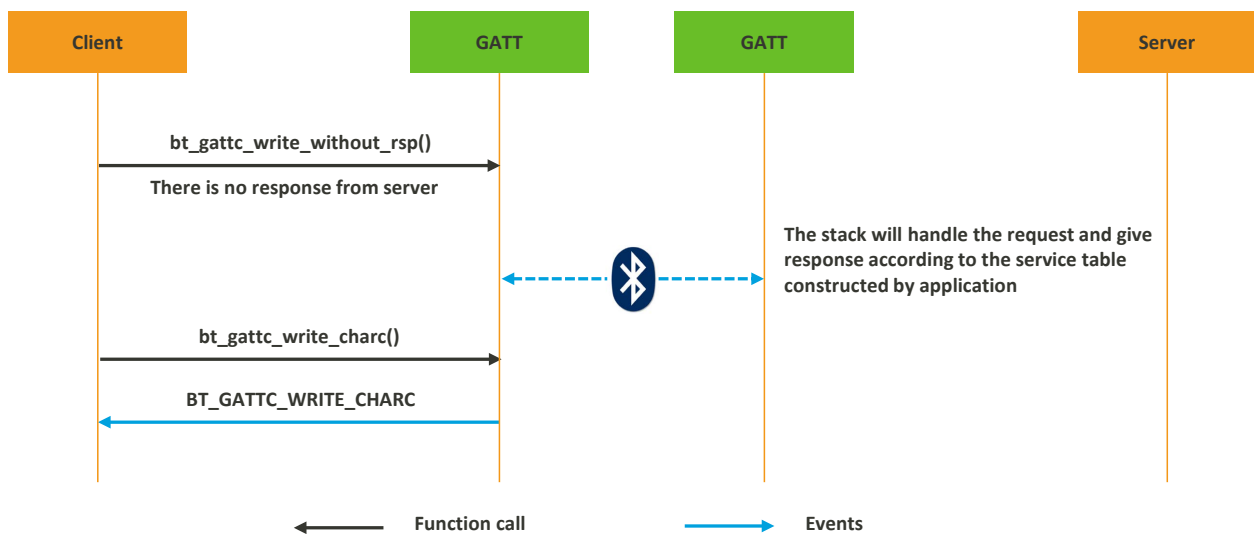 Client
GATT
GATT
Server
bt_gattc_write_without_rsp()
There is no response from server
The stack will handle the request and give
response according to the service table
constructed by application
bt_gattc_write_charc()
BT_GATTC_WRITE_CHARC
Function call
Events